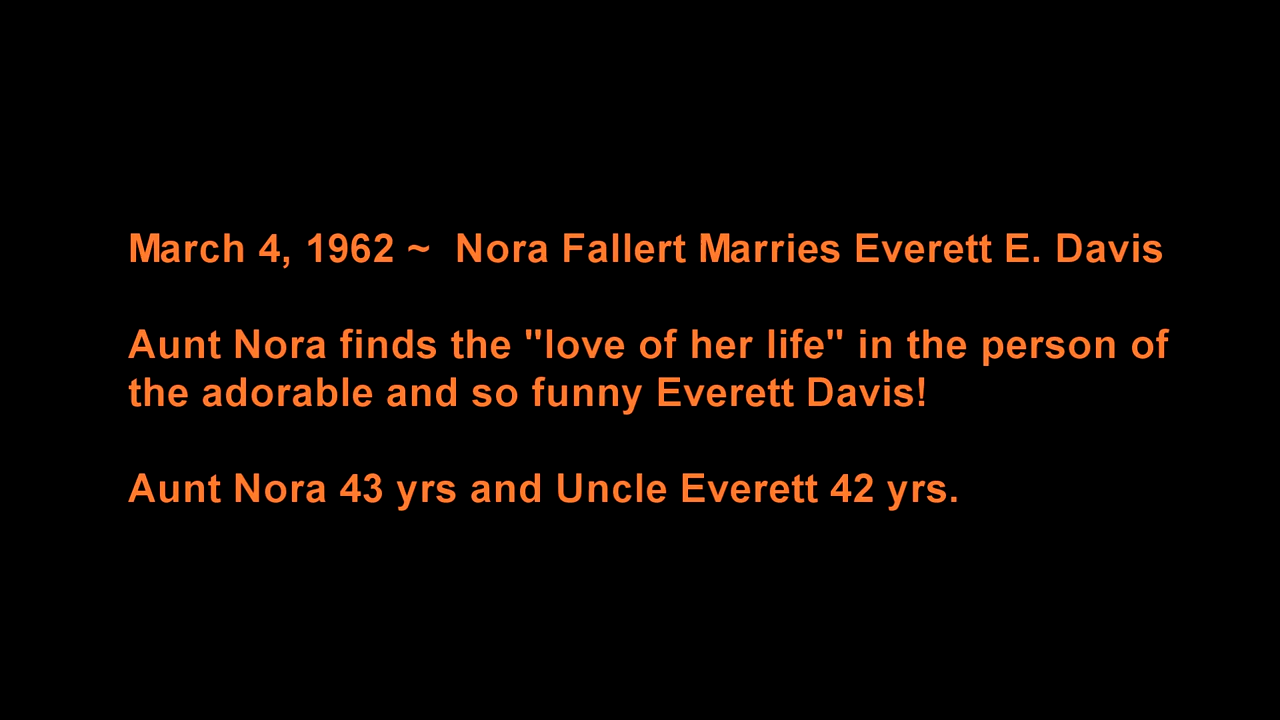 March 4, 1962 ~  Nora Fallert Marries Everett E. Davis
Aunt Nora finds the "love of her life" in the person of
the adorable and so funny Everett Davis!
Aunt Nora 43 yrs and Uncle Everett 42 yrs.